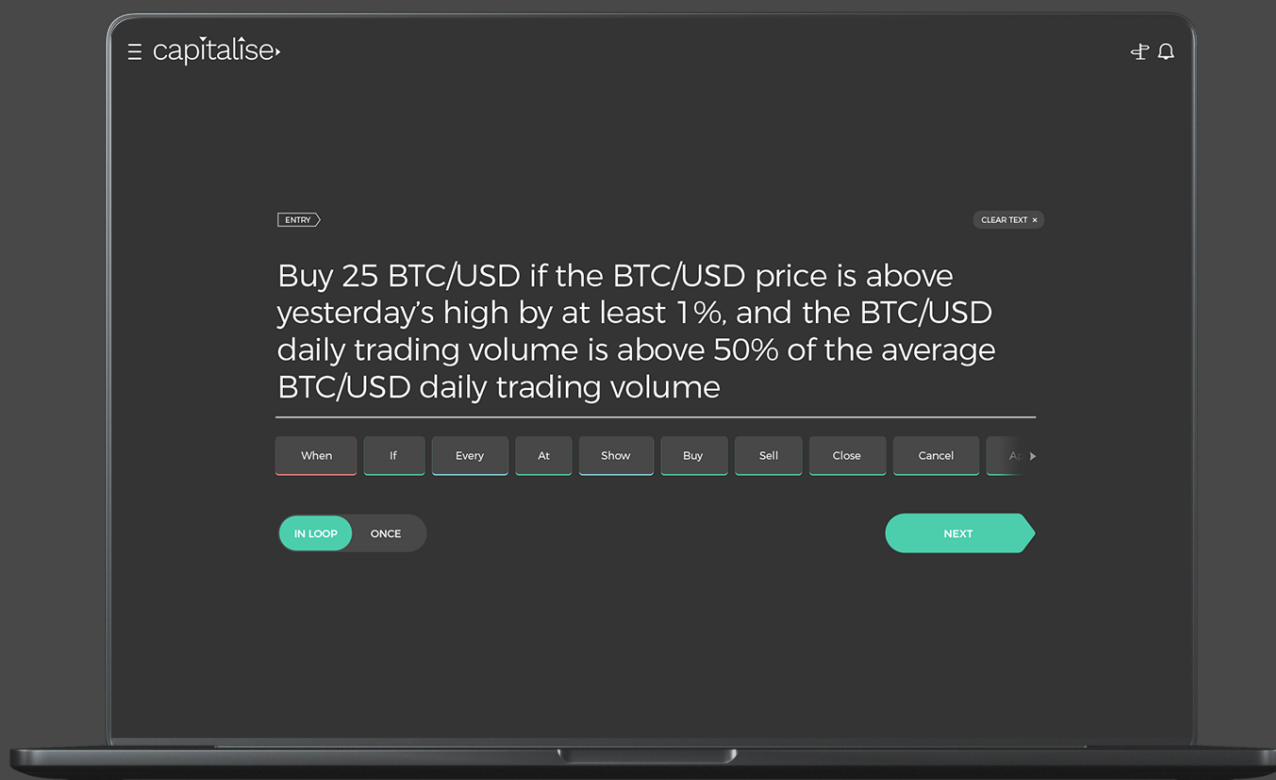 capitalise
ENTRY
CLEAR TEXT ×
Buy 25 BTC/USD if the BTC/USD price is above
yesterday's high by at least 1%, and the BTC/USD
daily trading volume is above 50% of the average
BTC/USD daily trading volume
When If Every At Show Buy Sell Close Cancel
IN LOOP ONCE
NEXT